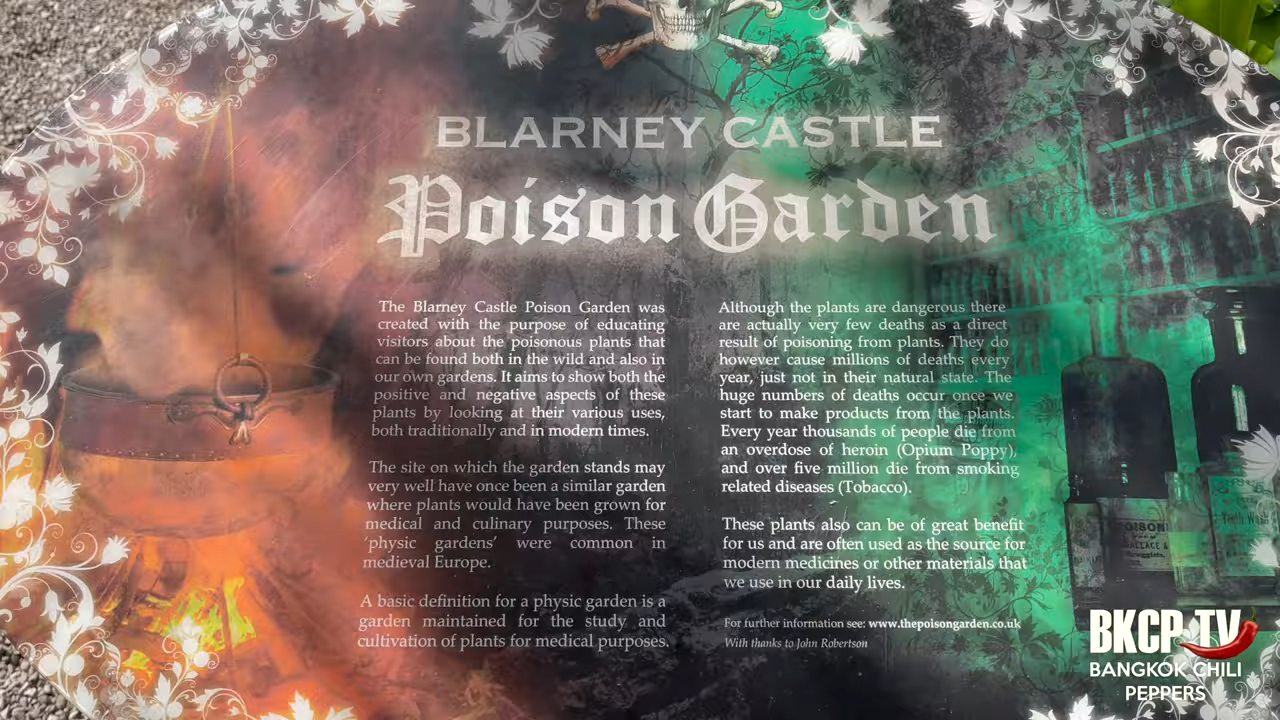 BLARNEY CASTLE
Poison Garden
The Blarney Castle Poison Garden was
created with the purpose of educating
visitors about the poisonous plants that
can be found both in the wild and also in
our own gardens. It aims to show both the
positive and negative aspects of these
plants by looking at their various uses,
both traditionally and in modern times.
The site on which the garden stands may
very well have once been a similar garden
where plants would have been grown for
medical and culinary purposes. These
'physic gardens' were common in
medieval Europe.
A basic definition for a physic garden is a
garden maintained for the study and
cultivation of plants for medical purposes.
Although the plants are dangerous there
are actually very few deaths as a direct
result of poisoning from plants. They do
however cause millions of deaths every
year, just not in their natural state. The
huge numbers of deaths occur once we
start to make products from the plants.
Every year thousands of people die from
an overdose of heroin (Opium Poppy),
and over five million die from smoking
related diseases (Tobacco).
These plants also can be of great benefit
for us and are often used as the source for
modern medicines or other materials that
we use in our daily lives.
For further information see: www.thepoisongarden.co.uk
With thanks to John Robertson
POISON
Tooth Wash
BKCP TV
BANGKOK CHILI
PEPPERS